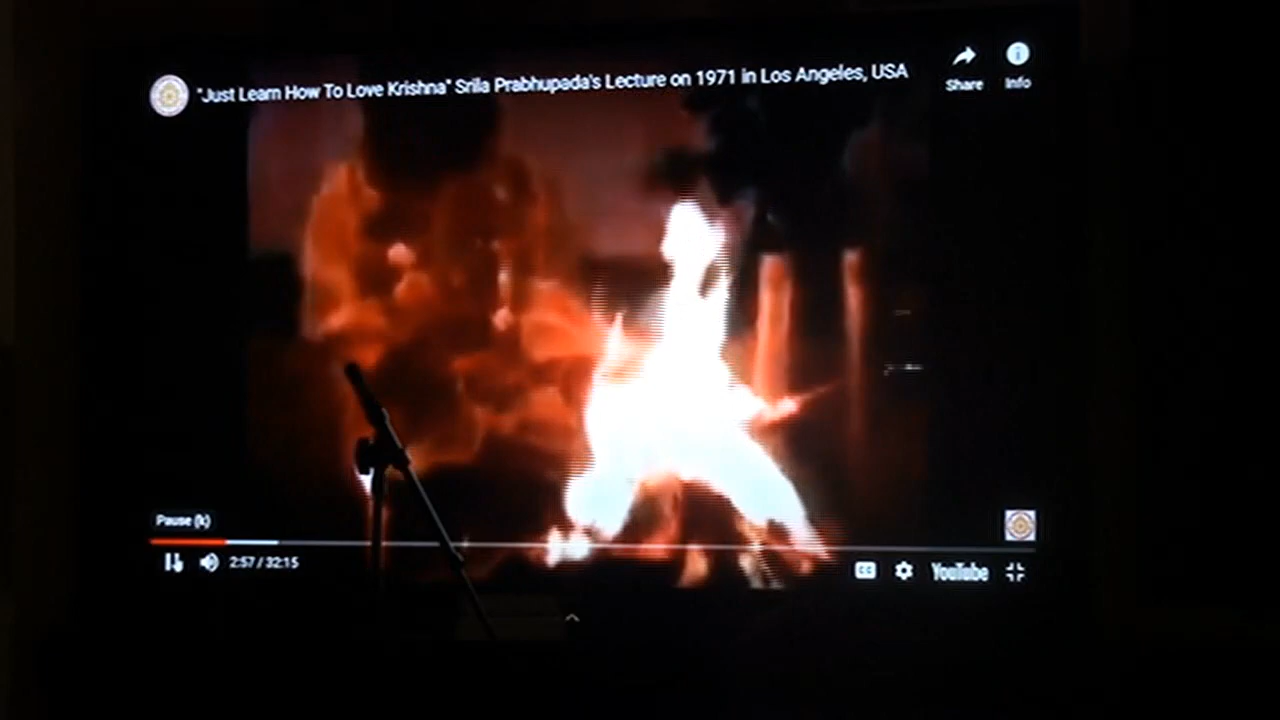 "Just Learn How To Love Krishna" Srila Prabhupada's Lecture on 1971 in Los Angeles, USA
Share
Info
Pause (k)
2:57 / 32:15
CC
YouTube